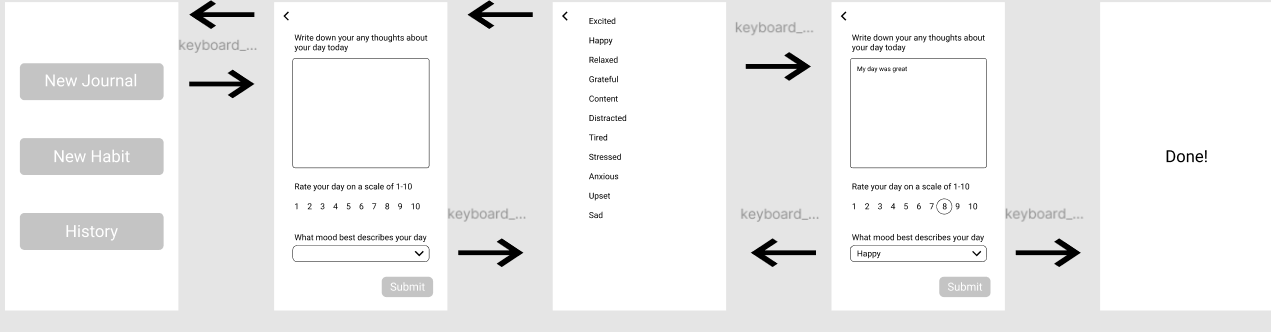 New Journal
New Habit
History
keyboard_...
Write down your any thoughts about
your day today
Rate your day on a scale of 1-10
1 2 3 4 5 6 7 8 9 10
What mood best describes your day
Submit
keyboard_...
Excited
Happy
Relaxed
Grateful
Content
Distracted
Tired
Stressed
Anxious
Upset
Sad
keyboard_...
keyboard_...
Write down your any thoughts about
your day today
My day was great
Rate your day on a scale of 1-10
1 2 3 4 5 6 7 8 9 10
What mood best describes your day
Happy
Submit
keyboard_...
Done!